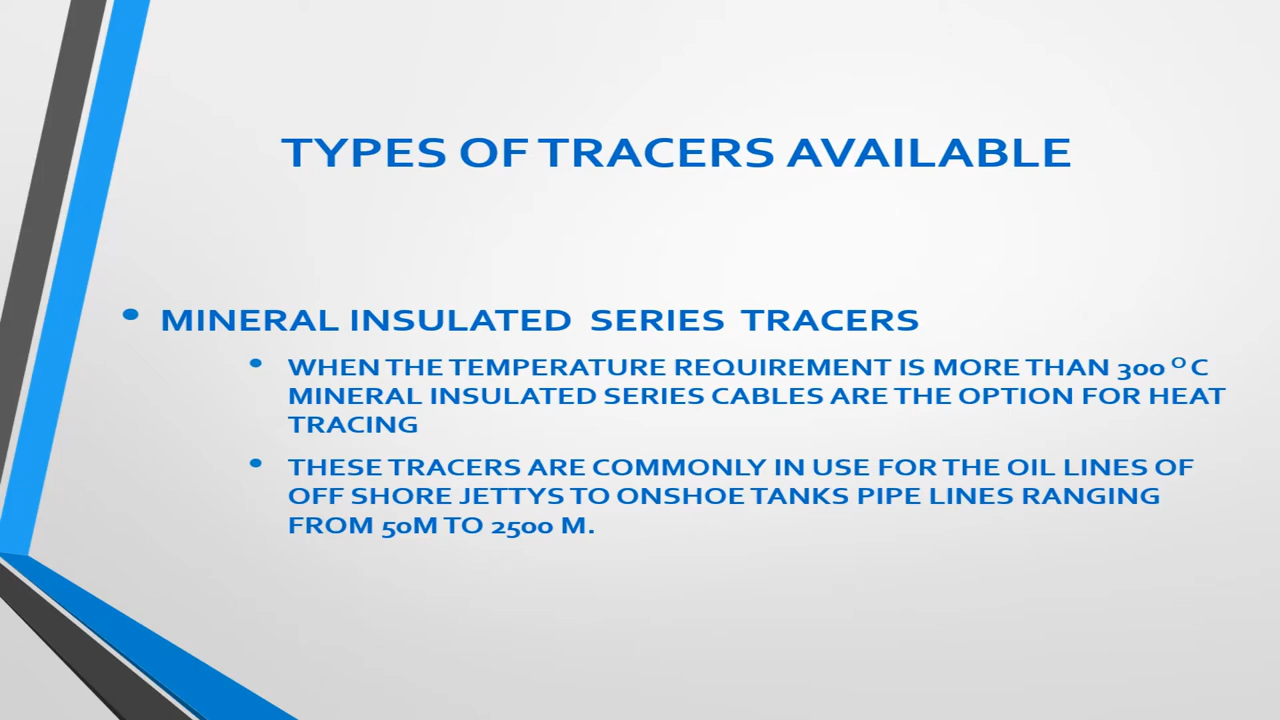 TYPES OF TRACERS AVAILABLE
• MINERAL INSULATED SERIES TRACERS
• WHEN THE TEMPERATURE REQUIREMENT IS MORE THAN 300 ᴼ C
MINERAL INSULATED SERIES CABLES ARE THE OPTION FOR HEAT
TRACING
• THESE TRACERS ARE COMMONLY IN USE FOR THE OIL LINES OF
OFF SHORE JETTYS TO ONSHOE TANKS PIPE LINES RANGING
FROM 50M TO 2500 M.